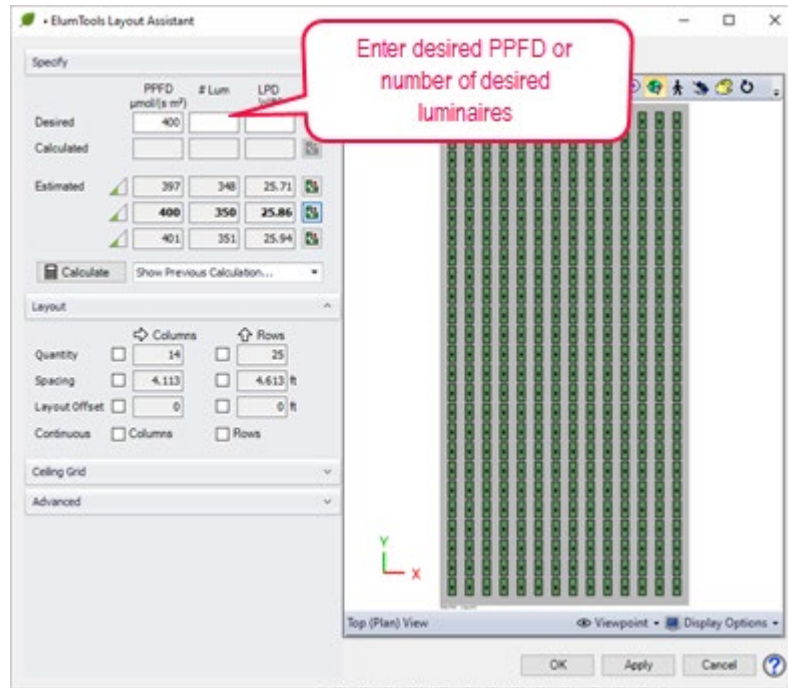 ElumTools Layout Assistant
Enter desired PPFD or
number of desired
luminaires
Specify
PPFD # Lum LPD
µmol/(s m²)
Desired 400
Calculated
Estimated 397 348 25.71
400 350 25.86
401 351 25.94
Calculate Show Previous Calculation...
Layout
Columns Rows
Quantity 14 25
Spacing 4.113 4.613 ft
Layout Offset 0 0 ft
Continuous Columns Rows
Ceiling Grid
Advanced
Y
X
Top (Plan) View Viewpoint Display Options
OK Apply Cancel ?